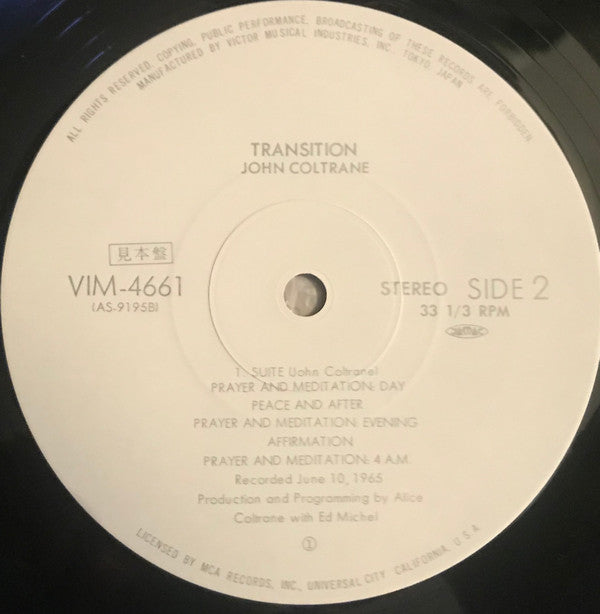 ALL RIGHTS RESERVED. COPYING, PUBLIC PERFORMANCE, BROADCASTING OF THESE RECORDS ARE FORBIDDEN
MANUFACTURED BY VICTOR MUSICAL INDUSTRIES, INC. TOKYO, JAPAN
TRANSITION
JOHN COLTRANE
見本盤
VIM-4661
(AS-9195B)
STEREO SIDE 2
33 1/3 RPM
1. SUITE (John Coltrane)
PRAYER AND MEDITATION: DAY
PEACE AND AFTER
PRAYER AND MEDITATION: EVENING
AFFIRMATION
PRAYER AND MEDITATION: 4 A.M.
Recorded June 10, 1965
Production and Programming by Alice
Coltrane with Ed Michel
①
LICENSED BY MCA RECORDS, INC., UNIVERSAL CITY, CALIFORNIA, U.S.A.